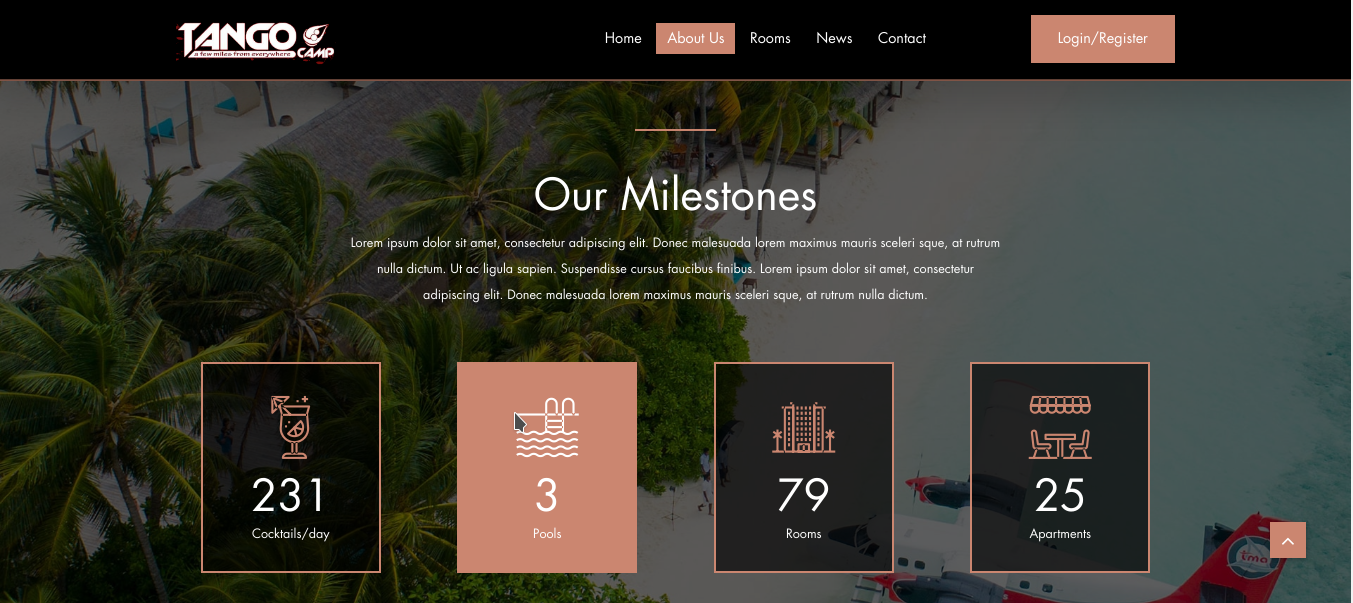 TANGO
a few miles from everywhere CAMP
Home About Us Rooms News Contact Login/Register
Our Milestones
Lorem ipsum dolor sit amet, consectetur adipiscing elit. Donec malesuada lorem maximus mauris sceleri sque, at rutrum
nulla dictum. Ut ac ligula sapien. Suspendisse cursus faucibus finibus. Lorem ipsum dolor sit amet, consectetur
adipiscing elit. Donec malesuada lorem maximus mauris sceleri sque, at rutrum nulla dictum.
231
Cocktails/day
3
Pools
79
Rooms
25
Apartments
tma